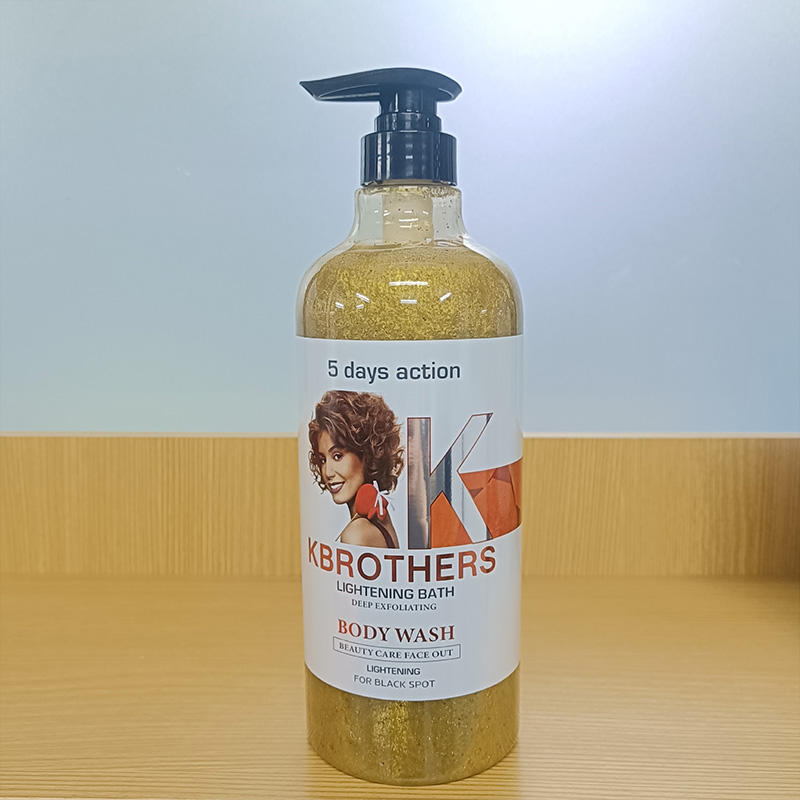 5 days action
K
KBROTHERS
LIGHTENING BATH
DEEP EXFOLIATING
BODY WASH
BEAUTY CARE FACE OUT
LIGHTENING
FOR BLACK SPOT